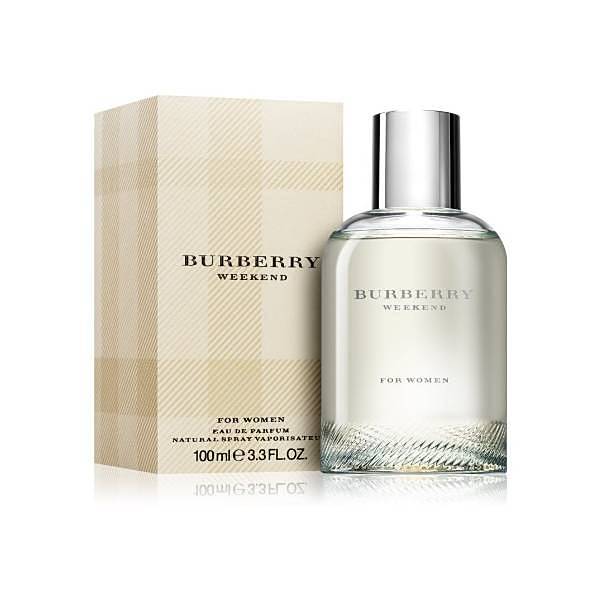 BURBERRY
WEEKEND
FOR WOMEN
EAU DE PARFUM
NATURAL SPRAY VAPORISATEU
100 ml e 3.3 FL.OZ.
BURBERRY
WEEKEND
FOR WOMEN